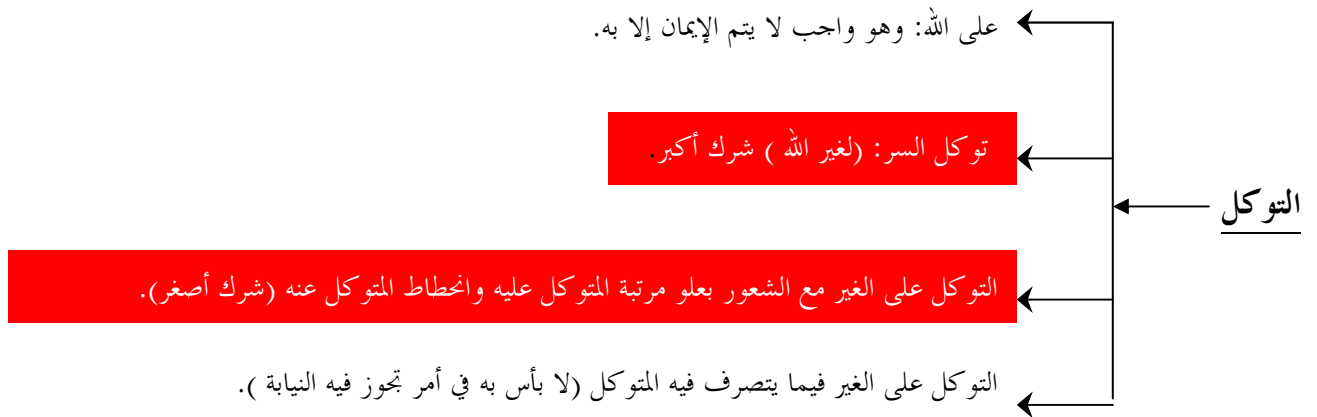 التوكل
على الله: وهو واجب لا يتم الإيمان إلا به.
توكل السر: (لغير الله ) شرك أكبر.
التوكل على الغير مع الشعور بعلو مرتبة المتوكل عليه وانحطاط المتوكل عنه (شرك أصغر).
التوكل على الغير فيما يتصرف فيه المتوكل (لا بأس به في أمر تجوز فيه النيابة ).